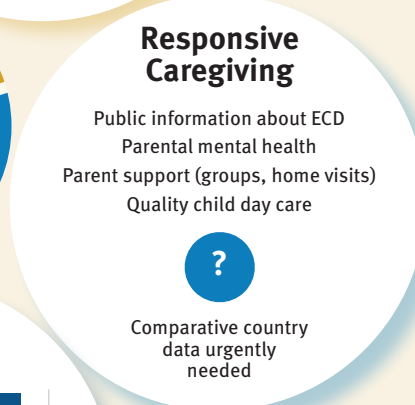 Responsive
Caregiving
Public information about ECD
Parental mental health
Parent support (groups, home visits)
Quality child day care
?
Comparative country
data urgently
needed